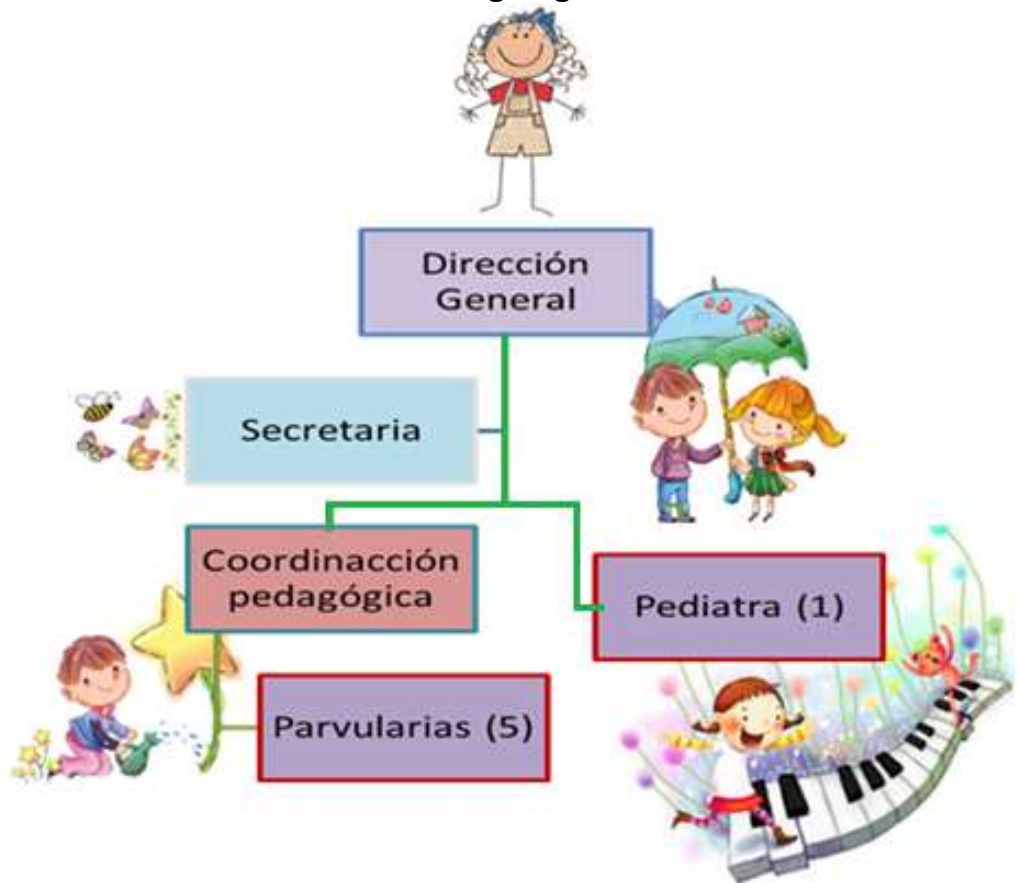 Dirección
General
Secretaria
Coordinacción
pedagógica
Pediatra (1)
Parvularias (5)